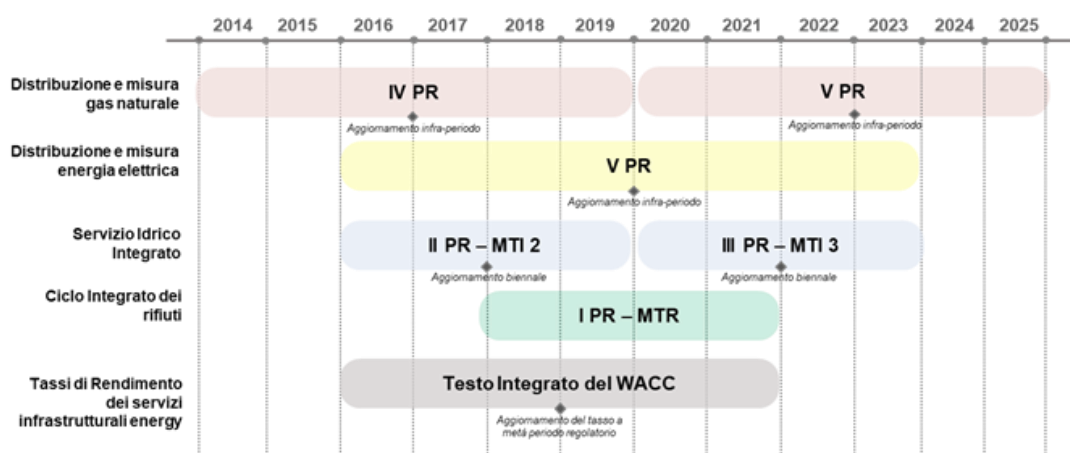 2014 2015 2016 2017 2018 2019 2020 2021 2022 2023 2024 2025
Distribuzione e misura
gas naturale
IV PR
V PR
Aggiornamento infra-periodo
Aggiornamento infra-periodo
Distribuzione e misura
energia elettrica
V PR
Aggiornamento infra-periodo
Servizio Idrico
Integrato
II PR – MTI 2
III PR – MTI 3
Aggiornamento biennale
Aggiornamento biennale
Ciclo Integrato dei
rifiuti
I PR – MTR
Tassi di Rendimento
dei servizi
infrastrutturali energy
Testo Integrato del WACC
Aggiornamento del tasso a
metà periodo regolatorio